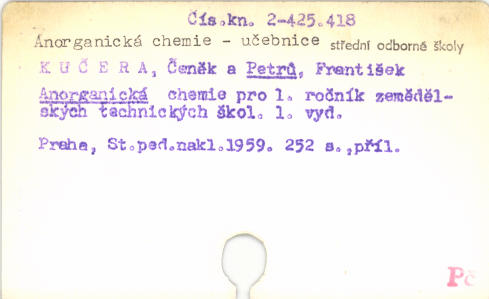 Čís.kn. 2-425.418
Anorganická chemie - učebnice střední odborné školy
K U Č E R A, Čeněk a Petrů, František
Anorganická chemie pro 1. ročník zeměděl-
ských technických škol. 1. vyd.
Praha, St.ped.nakl.1959. 252 s.,příl.
Pč